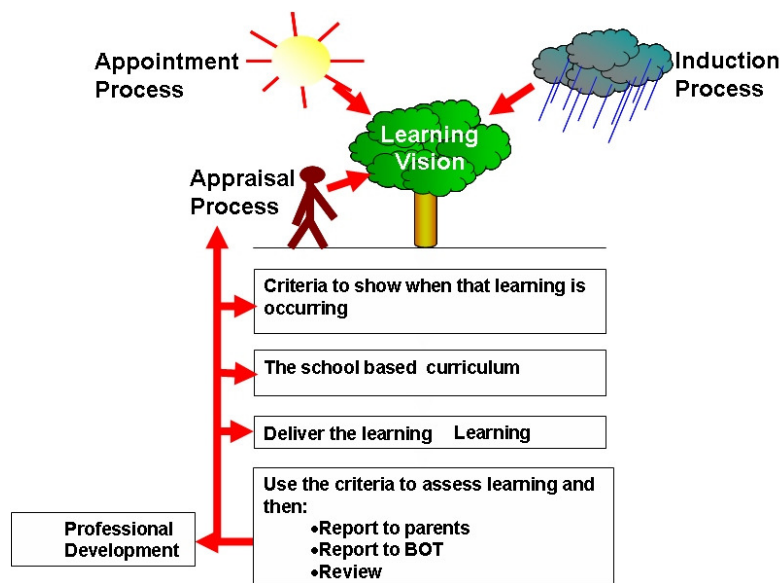 Appointment
Process
Induction
Process
Learning
Vision
Appraisal
Process
Criteria to show when that learning is
occurring
The school based curriculum
Deliver the learning Learning
Use the criteria to assess learning and
then:
•Report to parents
•Report to BOT
•Review
Professional
Development